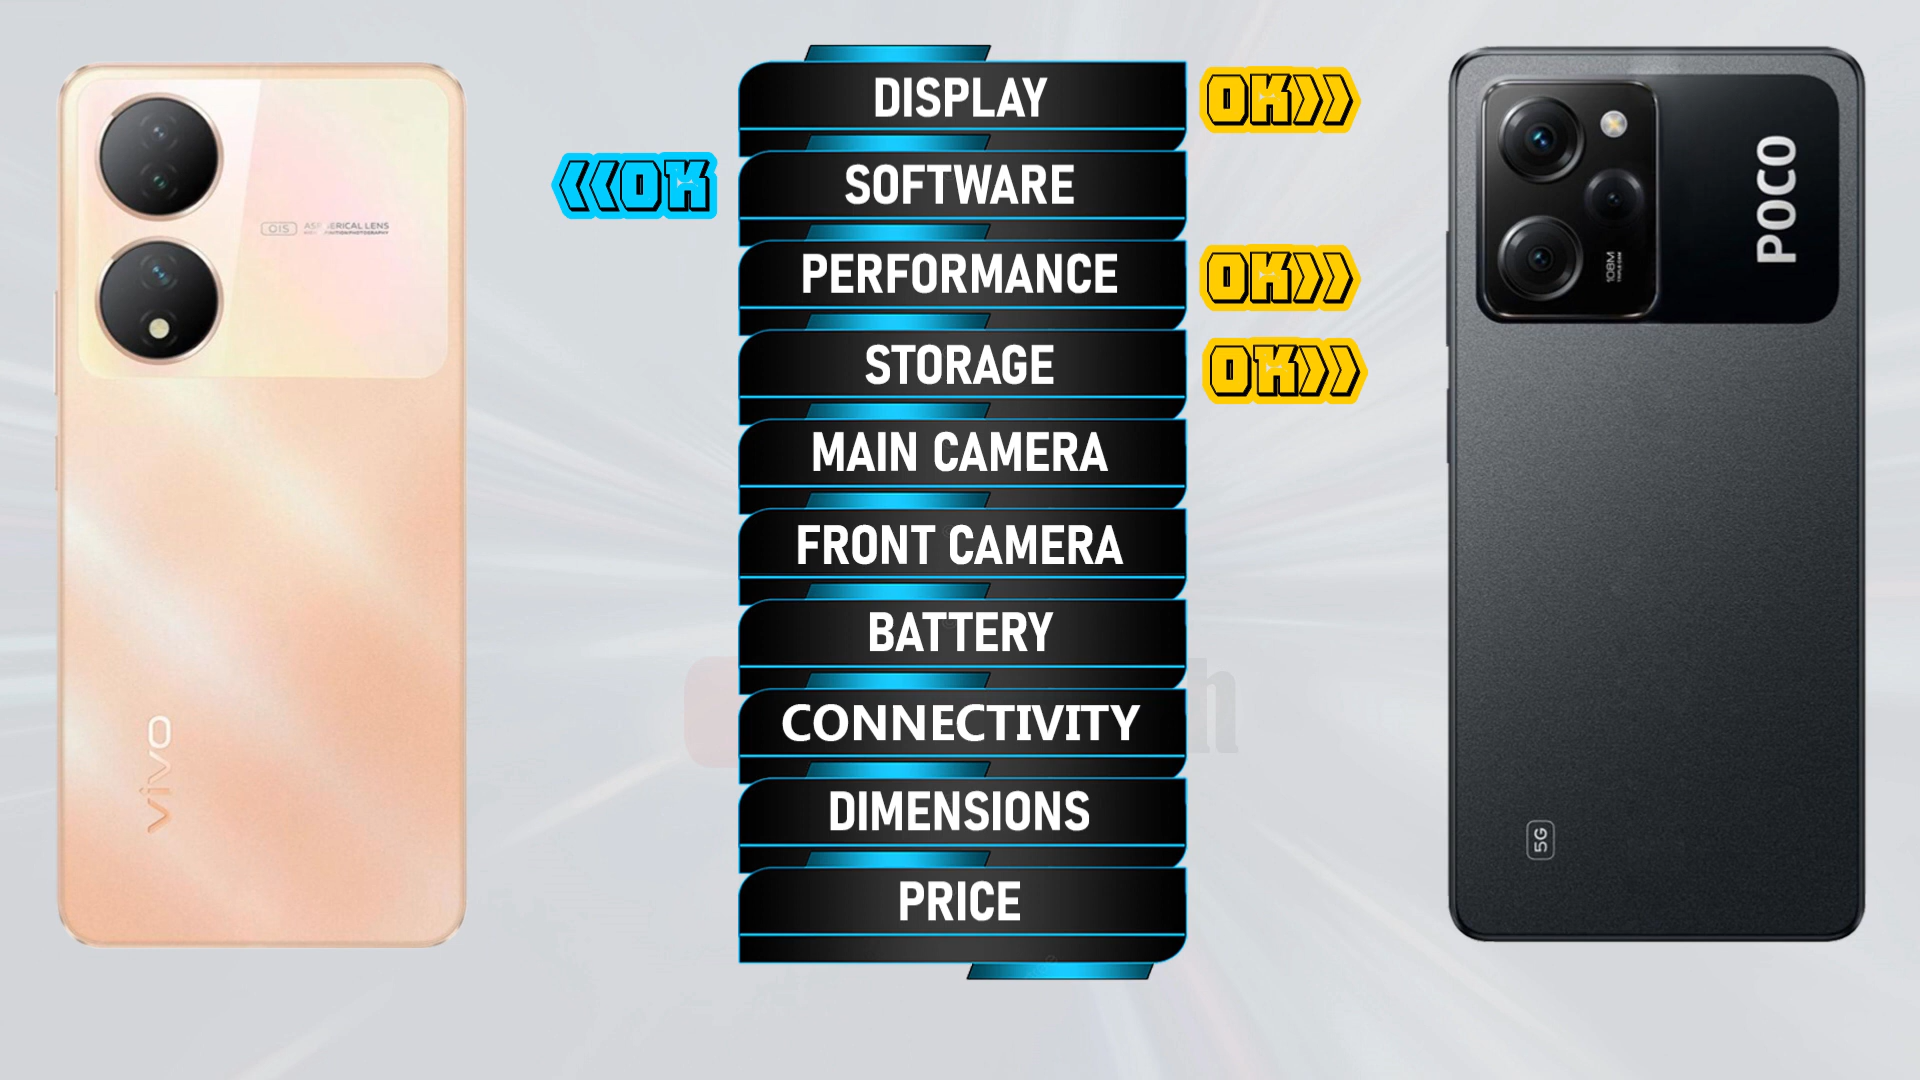 DISPLAY
OK
OK
SOFTWARE
PERFORMANCE
OK
STORAGE
OK
MAIN CAMERA
FRONT CAMERA
BATTERY
CONNECTIVITY
DIMENSIONS
PRICE
OIS
LENS
vivo
108M
POCO
5G